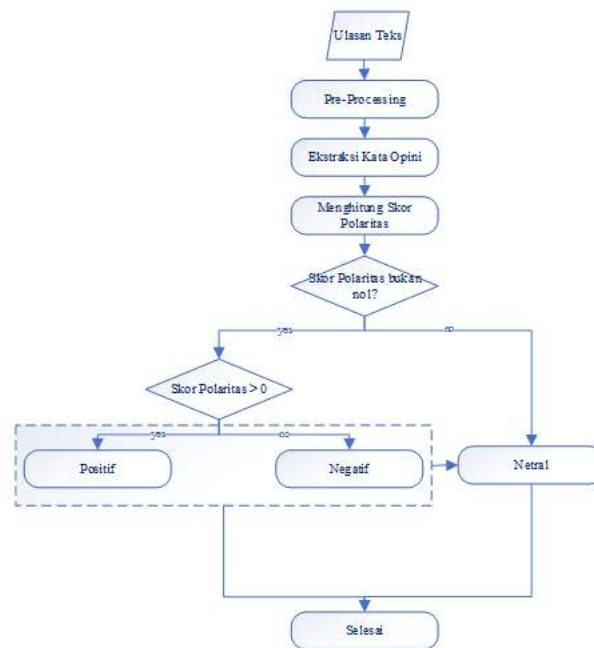 Ulasan Teks
Pre-Processing
Ekstraksi Kata Opini
Menghitung Skor
Polaritas
Skor Polaritas bukan
nol?
yes
no
Skor Polaritas > 0
yes
no
Positif
Negatif
Netral
Selesai